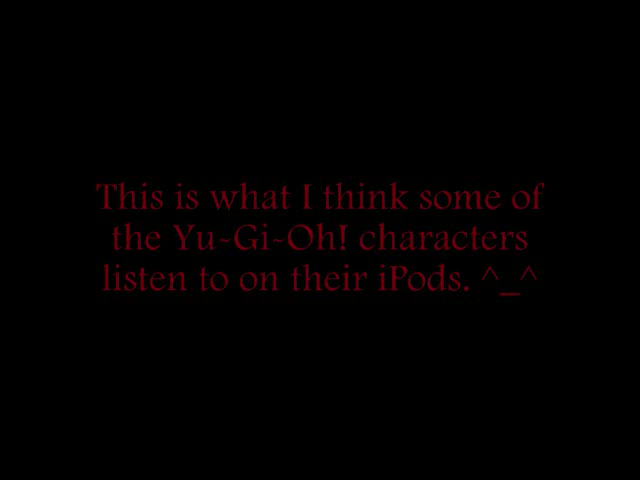 This is what I think some of
the Yu-Gi-Oh! characters
listen to on their iPods. ^_^